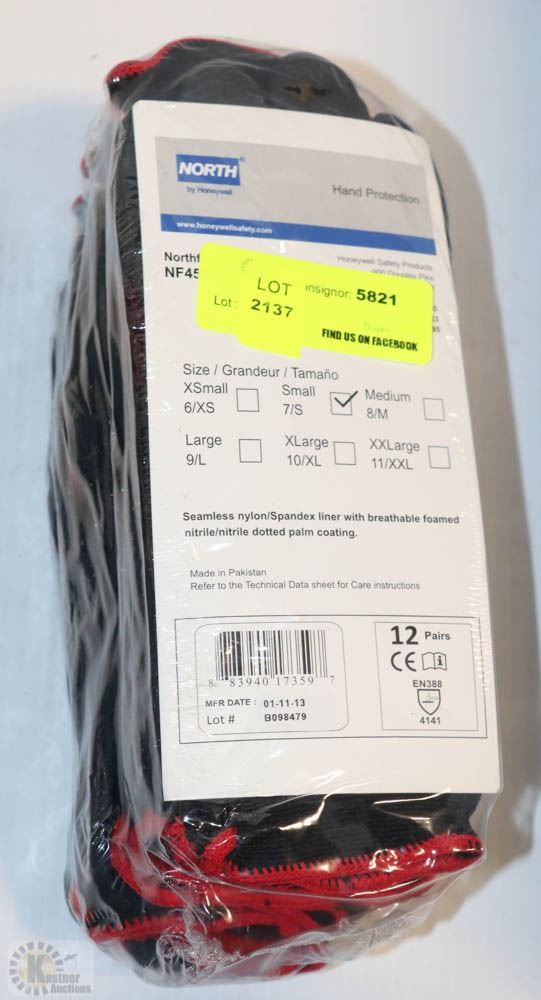 NORTH®
by Honeywell
Hand Protection
www.honeywellsafety.com
Honeywell Safety Products
NF45
LOT
Consignor: 5821
Lot: 2137
Buyer
FIND US ON FACEBOOK
95
Size / Grandeur / Tamaño
XSmall
6/XS
Small
7/S
Medium
8/M
Large
9/L
XLarge
10/XL
XXLarge
11/XXL
Seamless nylon/Spandex liner with breathable foamed
nitrile/nitrile dotted palm coating.
Made in Pakistan
Refer to the Technical Data sheet for Care instructions
8 83940 17359 7
MFR DATE : 01-11-13
Lot # B098479
12 Pairs
CE
EN388
4141
Kastner
Auctions